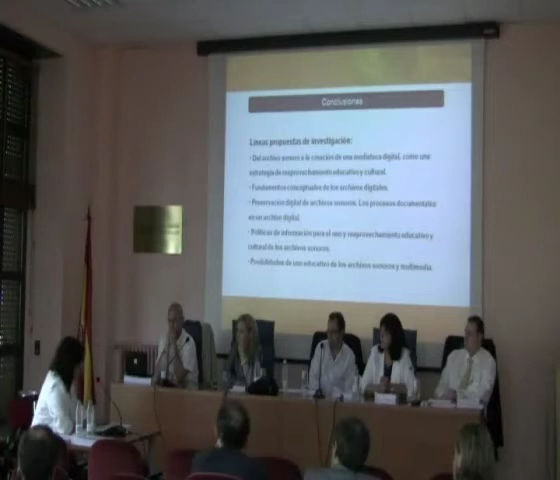 Conclusiones
Líneas propuestas de investigación:
• Del archivo sonoro a la creación de una mediateca digital, como una
estrategia de reaprovechamiento educativo y cultural.
• Fundamentos conceptuales de los archivos digitales.
• Preservación digital de archivos sonoros. Los procesos documentales
en un archivo digital.
• Políticas de información para el uso y reaprovechamiento educativo y
cultural de los archivos sonoros.
• Posibilidades de uso educativo de los archivos sonoros y multimedia.